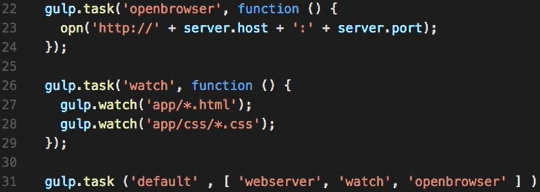 22 gulp.task('openbrowser', function () {
23 opn('http://' + server.host + ':' + server.port);
24 });
25
26 gulp.task('watch', function () {
27 gulp.watch('app/*.html');
28 gulp.watch('app/css/*.css');
29 });
30
31 gulp.task ('default' , [ 'webserver', 'watch', 'openbrowser' ] )